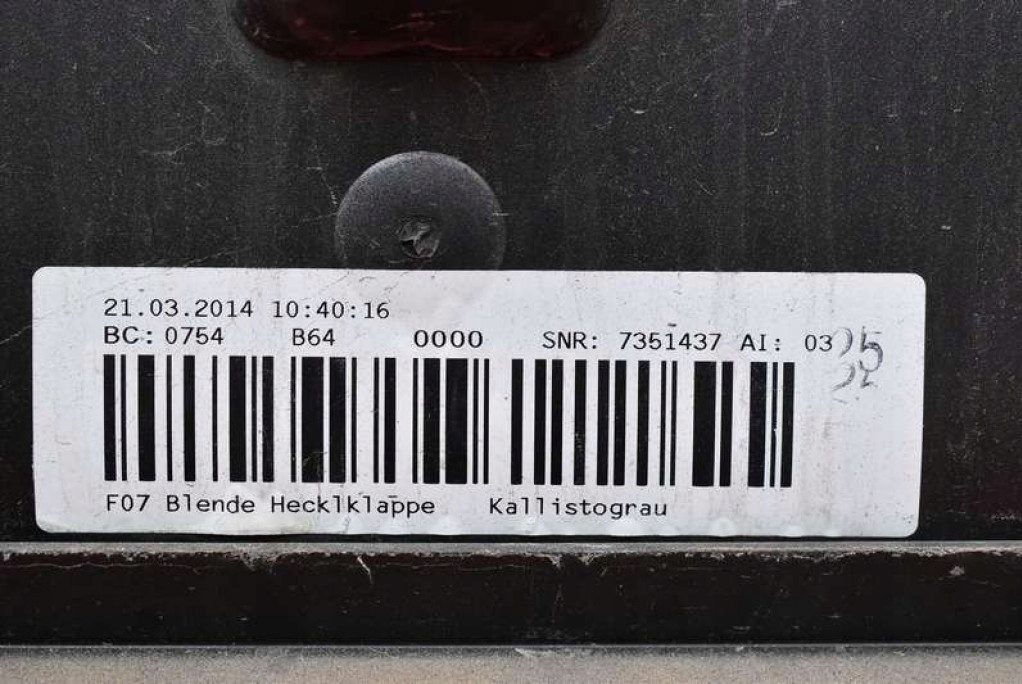 21.03.2014 10:40:16
BC: 0754 B64 0000 SNR: 7351437 AI: 03
F07 Blende Hecklklappe Kallistograu